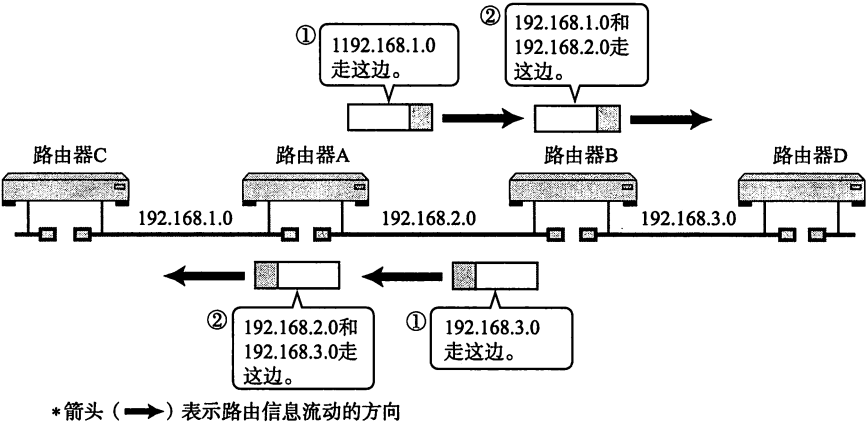 ①
1192.168.1.0
走这边。
②
192.168.1.0和
192.168.2.0走
这边。
路由器C
路由器A
路由器B
路由器D
192.168.1.0
192.168.2.0
192.168.3.0
②
192.168.2.0和
192.168.3.0走
这边。
①
192.168.3.0
走这边。
*箭头（➡）表示路由信息流动的方向